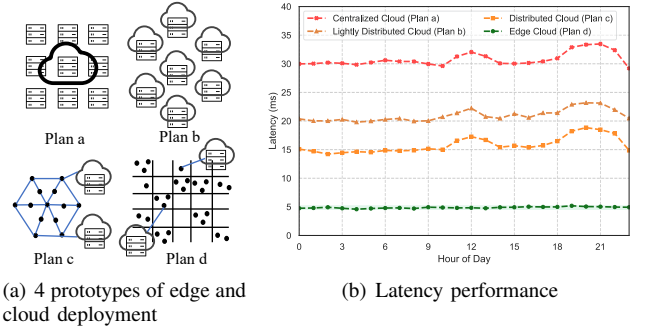 Plan a
Plan b
Plan c
Plan d
(a) 4 prototypes of edge and
cloud deployment
Centralized Cloud (Plan a)
Lightly Distributed Cloud (Plan b)
Distributed Cloud (Plan c)
Edge Cloud (Plan d)
Latency (ms)
40
35
30
25
20
15
10
5
0
0
3
6
9
12
15
18
21
Hour of Day
(b) Latency performance